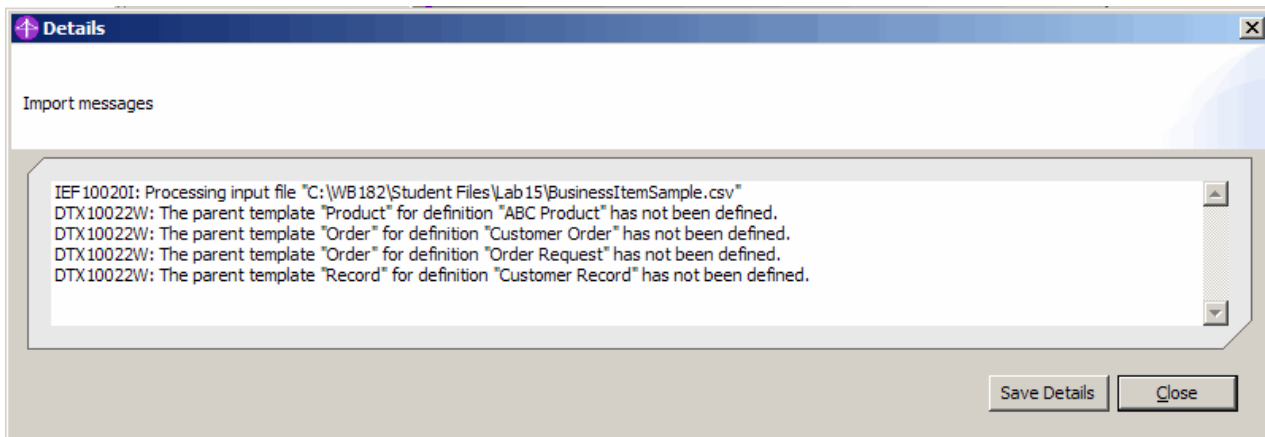 Details
Import messages
IEF10020I: Processing input file "C:\WB182\Student Files\Lab15\BusinessItemSample.csv"
DTX10022W: The parent template "Product" for definition "ABC Product" has not been defined.
DTX10022W: The parent template "Order" for definition "Customer Order" has not been defined.
DTX10022W: The parent template "Order" for definition "Order Request" has not been defined.
DTX10022W: The parent template "Record" for definition "Customer Record" has not been defined.
Save Details
Close